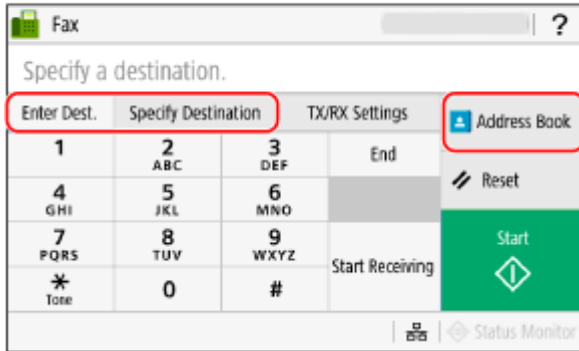 Fax ?
Specify a destination.
Enter Dest. Specify Destination TX/RX Settings Address Book
1 2 ABC 3 DEF End
Reset
4 GHI 5 JKL 6 MNO
7 PQRS 8 TUV 9 WXYZ Start Receiving Start
* Tone 0 #
Status Monitor